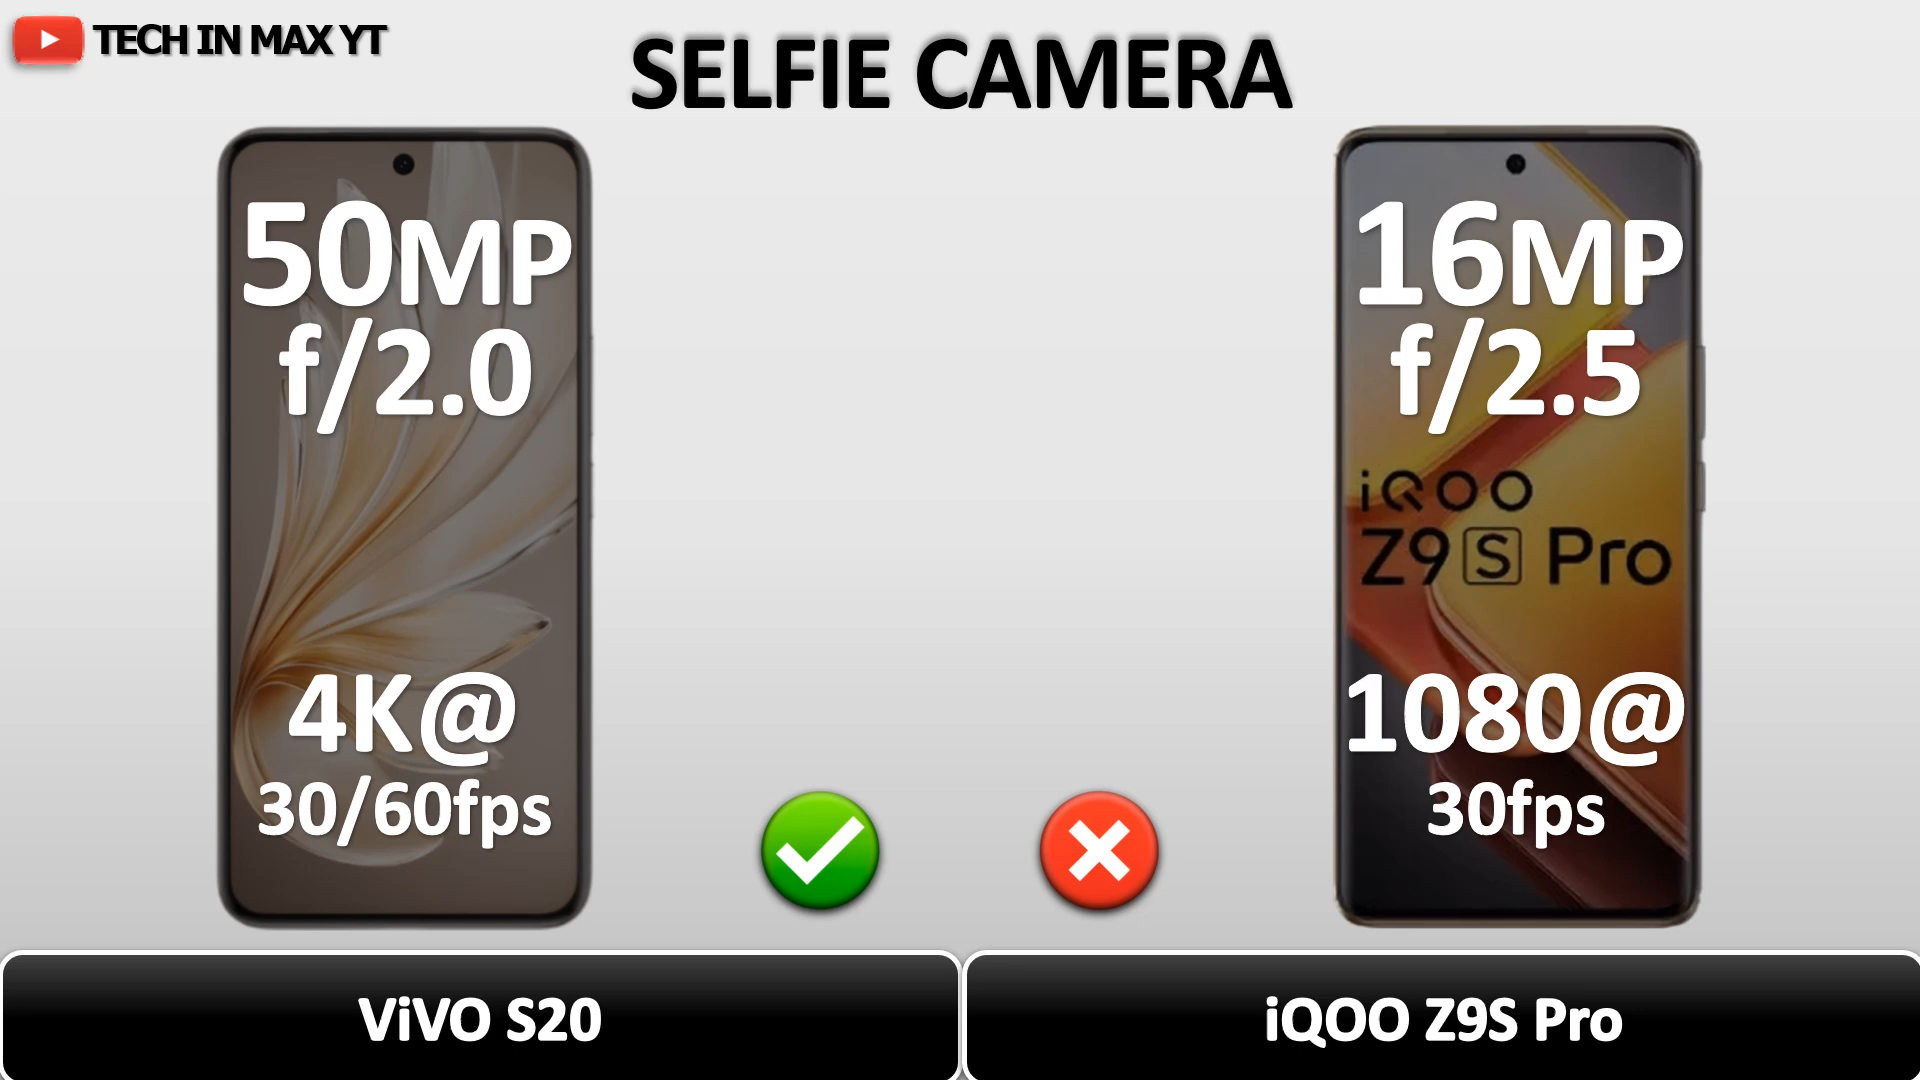 TECH IN MAX YT
SELFIE CAMERA
50MP
f/2.0
4K@
30/60fps
16MP
f/2.5
iQOO
Z9S Pro
1080@
30fps
ViVO S20
iQOO Z9S Pro